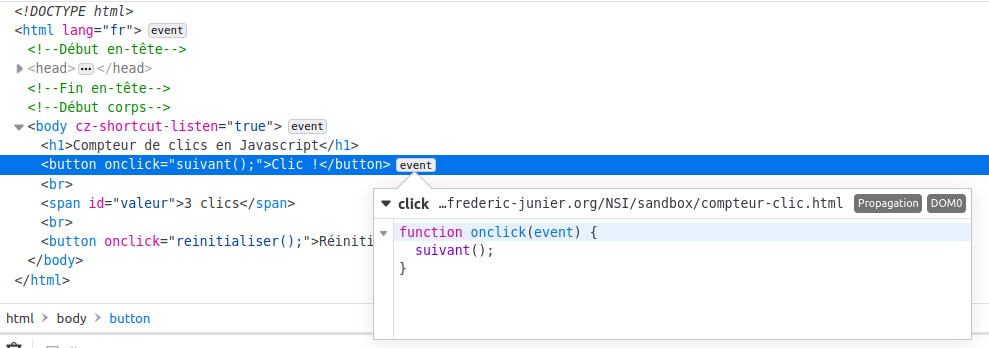 <!DOCTYPE html>
<html lang="fr"> event
<!--Début en-tête-->
<head> ••• </head>
<!--Fin en-tête-->
<!--Début corps-->
<body cz-shortcut-listen="true"> event
<h1>Compteur de clics en Javascript</h1>
<button onclick="suivant();">Clic !</button> event
<br>
<span id="valeur">3 clics</span>
<br>
<button onclick="reinitialiser();">Réiniti
</body>
</html>
click …frederic-junier.org/NSI/sandbox/compteur-clic.html Propagation DOM0
function onclick(event) {
suivant();
}
html > body > button